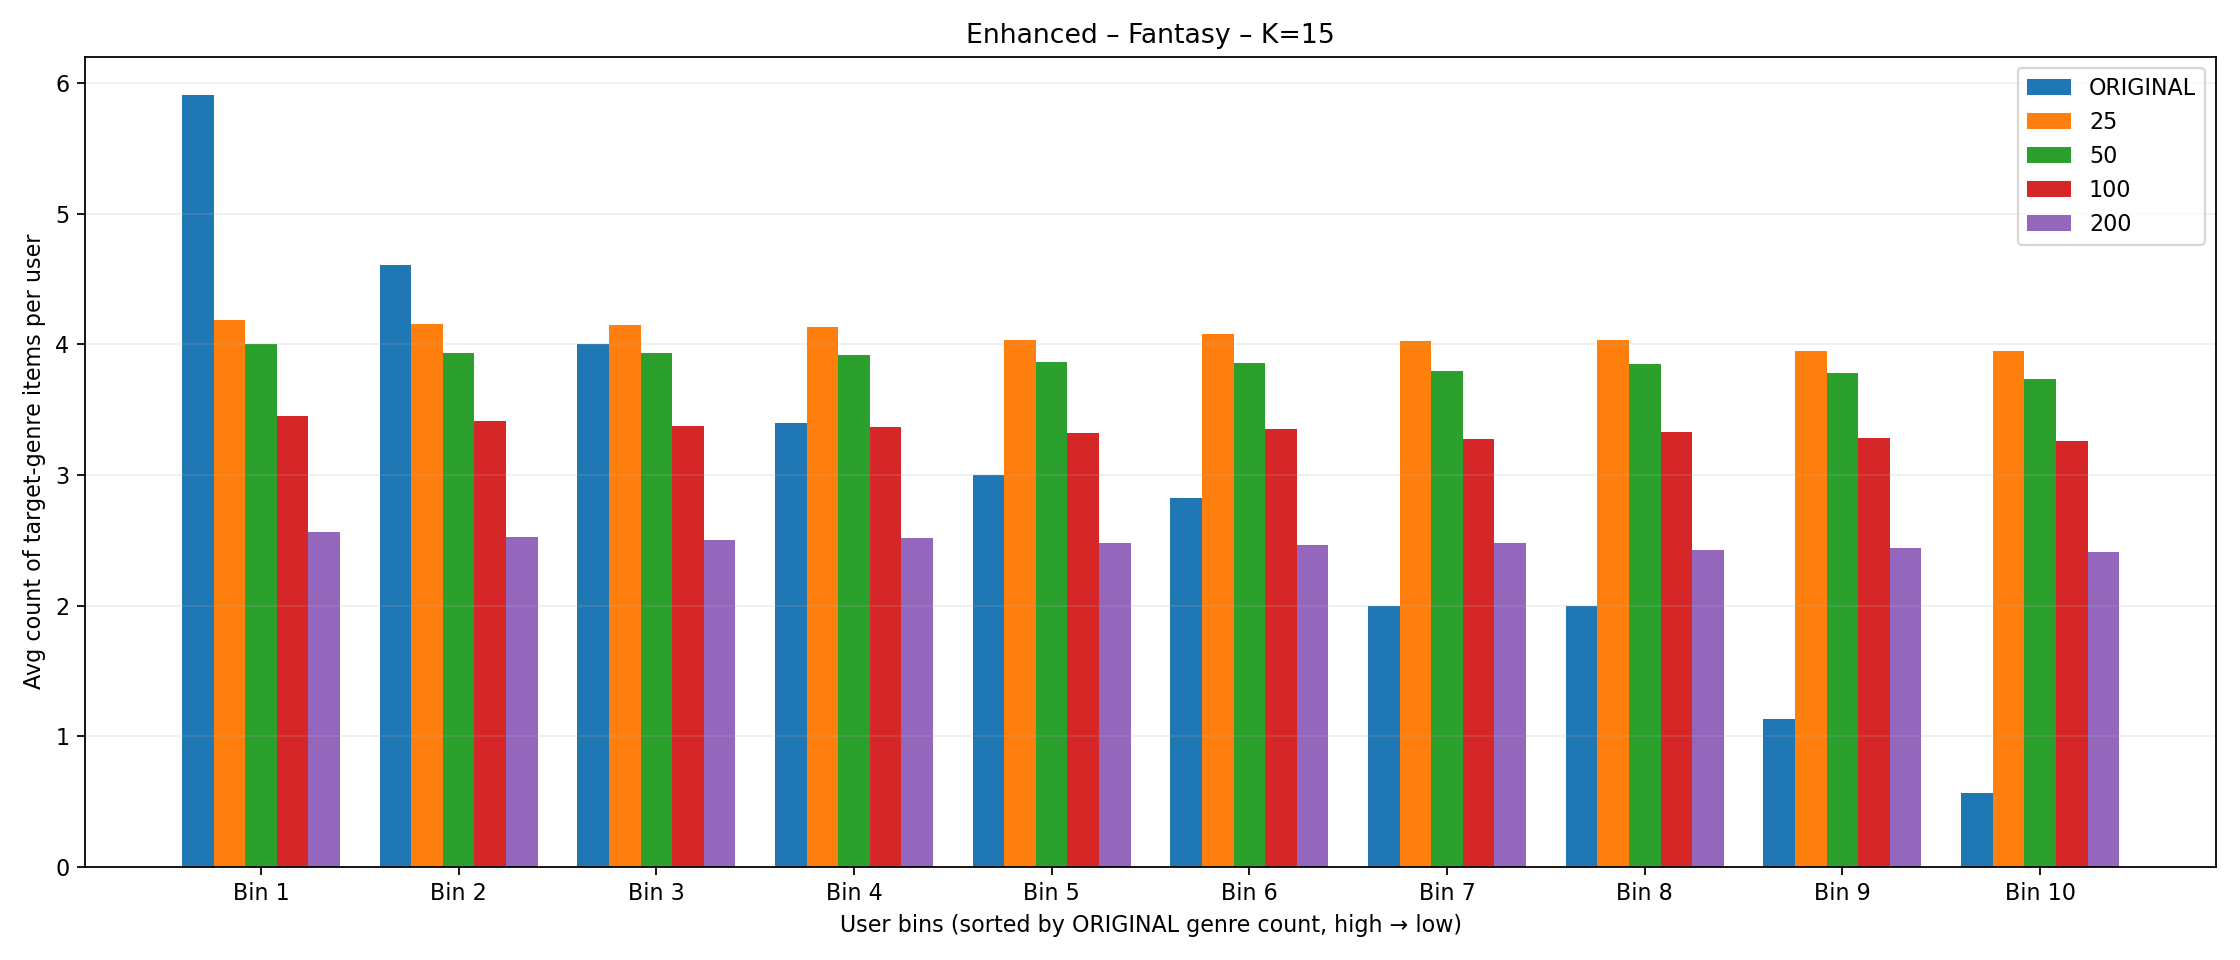 Enhanced – Fantasy – K=15
ORIGINAL
25
50
100
200
Avg count of target-genre items per user
6
5
4
3
2
1
0
Bin 1 Bin 2 Bin 3 Bin 4 Bin 5 Bin 6 Bin 7 Bin 8 Bin 9 Bin 10
User bins (sorted by ORIGINAL genre count, high → low)